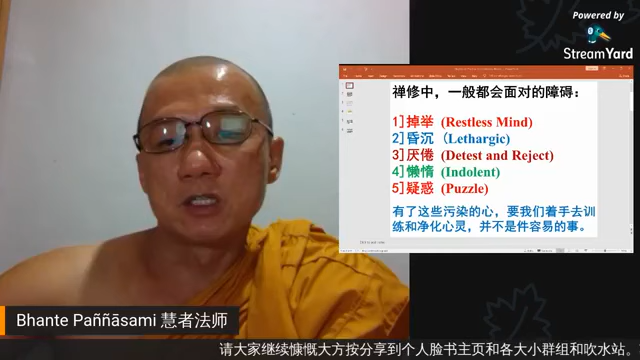 Powered by
StreamYard
禅修中，一般都会面对的障碍：
1]掉举 (Restless Mind)
2]昏沉 (Lethargic)
3]厌倦 (Detest and Reject)
4]懒惰 (Indolent)
5]疑惑 (Puzzle)
有了这些污染的心，要我们着手去训
练和净化心灵，并不是件容易的事。
Bhante Paññāsami 慧者法师
请大家继续慷慨大方按分享到个人脸书主页和各大小群组和吹水站。